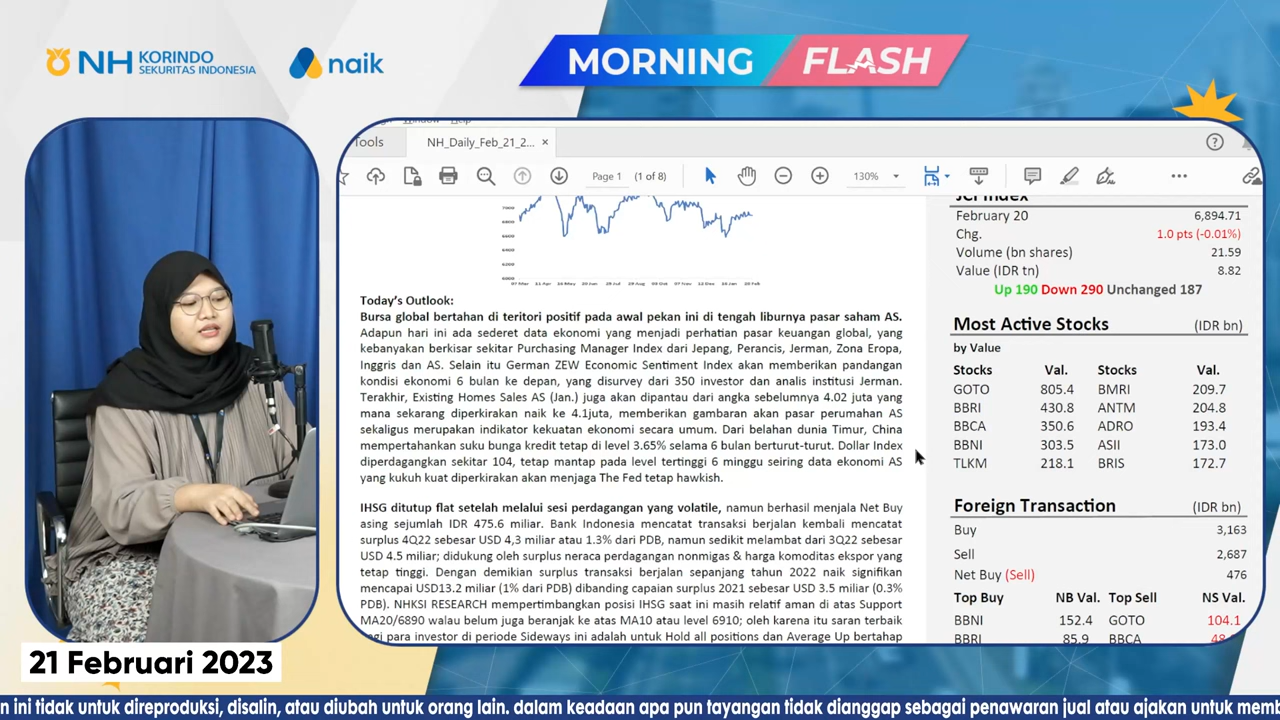 NH KORINDO
SEKURITAS INDONESIA
naik
MORNING FLASH
Window Help
Tools
NH_Daily_Feb_21_2... ×
Page 1 (1 of 8)
130%
7000
6800
6600
6400
6200
6000
Today's Outlook:
Bursa global bertahan di teritori positif pada awal pekan ini di tengah liburnya pasar saham AS.
Adapun hari ini ada sederet data ekonomi yang menjadi perhatian pasar keuangan global, yang
kebanyakan berkisar sekitar Purchasing Manager Index dari Jepang, Perancis, Jerman, Zona Eropa,
Inggris dan AS. Selain itu German ZEW Economic Sentiment Index akan memberikan pandangan
kondisi ekonomi 6 bulan ke depan, yang disurvey dari 350 investor dan analis institusi Jerman.
Terakhir, Existing Homes Sales AS (Jan.) juga akan dipantau dari angka sebelumnya 4.02 juta yang
mana sekarang diperkirakan naik ke 4.1juta, memberikan gambaran akan pasar perumahan AS
sekaligus merupakan indikator kekuatan ekonomi secara umum. Dari belahan dunia Timur, China
mempertahankan suku bunga kredit tetap di level 3.65% selama 6 bulan berturut-turut. Dollar Index
diperdagangkan sekitar 104, tetap mantap pada level tertinggi 6 minggu seiring data ekonomi AS
yang kukuh kuat diperkirakan akan menjaga The Fed tetap hawkish.
IHSG ditutup flat setelah melalui sesi perdagangan yang volatile, namun berhasil menjala Net Buy
asing sejumlah IDR 475.6 miliar. Bank Indonesia mencatat transaksi berjalan kembali mencatat
surplus 4Q22 sebesar USD 4,3 miliar atau 1.3% dari PDB, namun sedikit melambat dari 3Q22 sebesar
USD 4.5 miliar; didukung oleh surplus neraca perdagangan nonmigas & harga komoditas ekspor yang
tetap tinggi. Dengan demikian surplus transaksi berjalan sepanjang tahun 2022 naik signifikan
mencapai USD13.2 miliar (1% dari PDB) dibanding capaian surplus 2021 sebesar USD 3.5 miliar (0.3%
PDB). NHKSI RESEARCH mempertimbangkan posisi IHSG saat ini masih relatif aman di atas Support
MA20/6890 walau belum juga beranjak ke atas MA10 atau level 6910; oleh karena itu saran terbaik
bagi para investor di periode Sideways ini adalah untuk Hold all positions dan Average Up bertahap
JCI Index
February 20 6,894.71
Chg. 1.0 pts (-0.01%)
Volume (bn shares) 21.59
Value (IDR tn) 8.82
Up 190 Down 290 Unchanged 187
Most Active Stocks (IDR bn)
by Value
Stocks Val. Stocks Val.
GOTO 805.4 BMRI 209.7
BBRI 430.8 ANTM 204.8
BBCA 350.6 ADRO 193.4
BBNI 303.5 ASII 173.0
TLKM 218.1 BRIS 172.7
Foreign Transaction (IDR bn)
Buy 3,163
Sell 2,687
Net Buy (Sell) 476
Top Buy NB Val. Top Sell NS Val.
BBNI 152.4 GOTO 104.1
BBRI 85.9 BBCA
21 Februari 2023
n ini tidak untuk direproduksi, disalin, atau diubah untuk orang lain. dalam keadaan apa pun tayangan tidak dianggap sebagai penawaran jual atau ajakan untuk memb